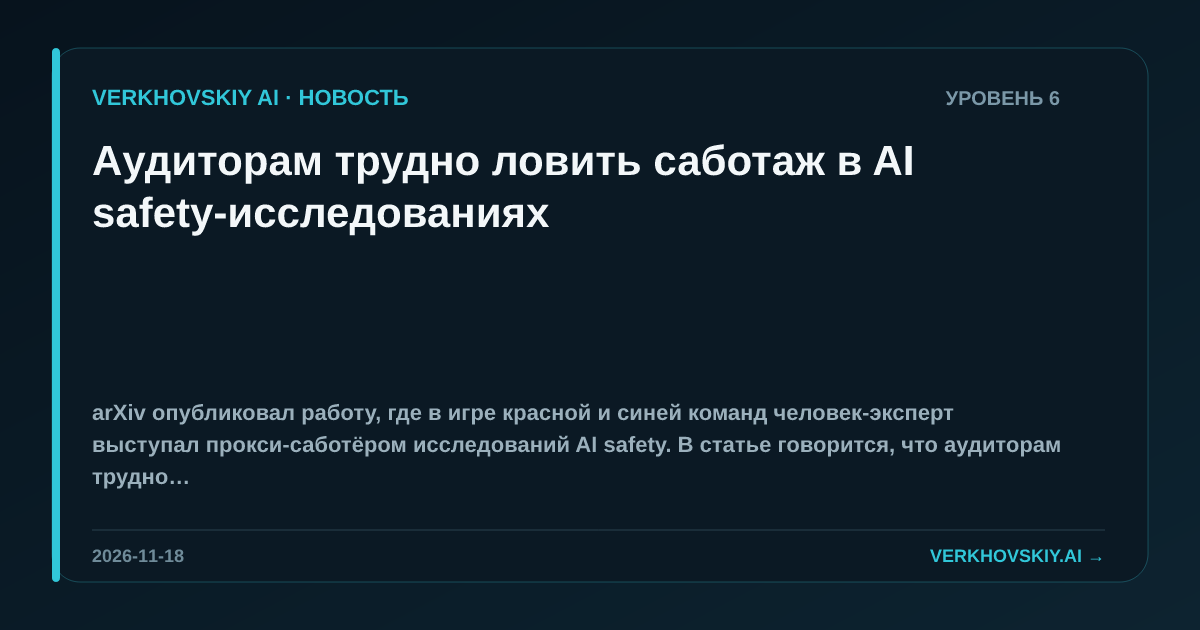 VERKHOVSKIY AI · НОВОСТЬ
УРОВЕНЬ 6
Аудиторам трудно ловить саботаж в AI
safety-исследованиях
arXiv опубликовал работу, где в игре красной и синей команд человек-эксперт
выступал прокси-саботёром исследований AI safety. В статье говорится, что аудиторам
трудно…
2026-11-18
VERKHOVSKIY.AI →